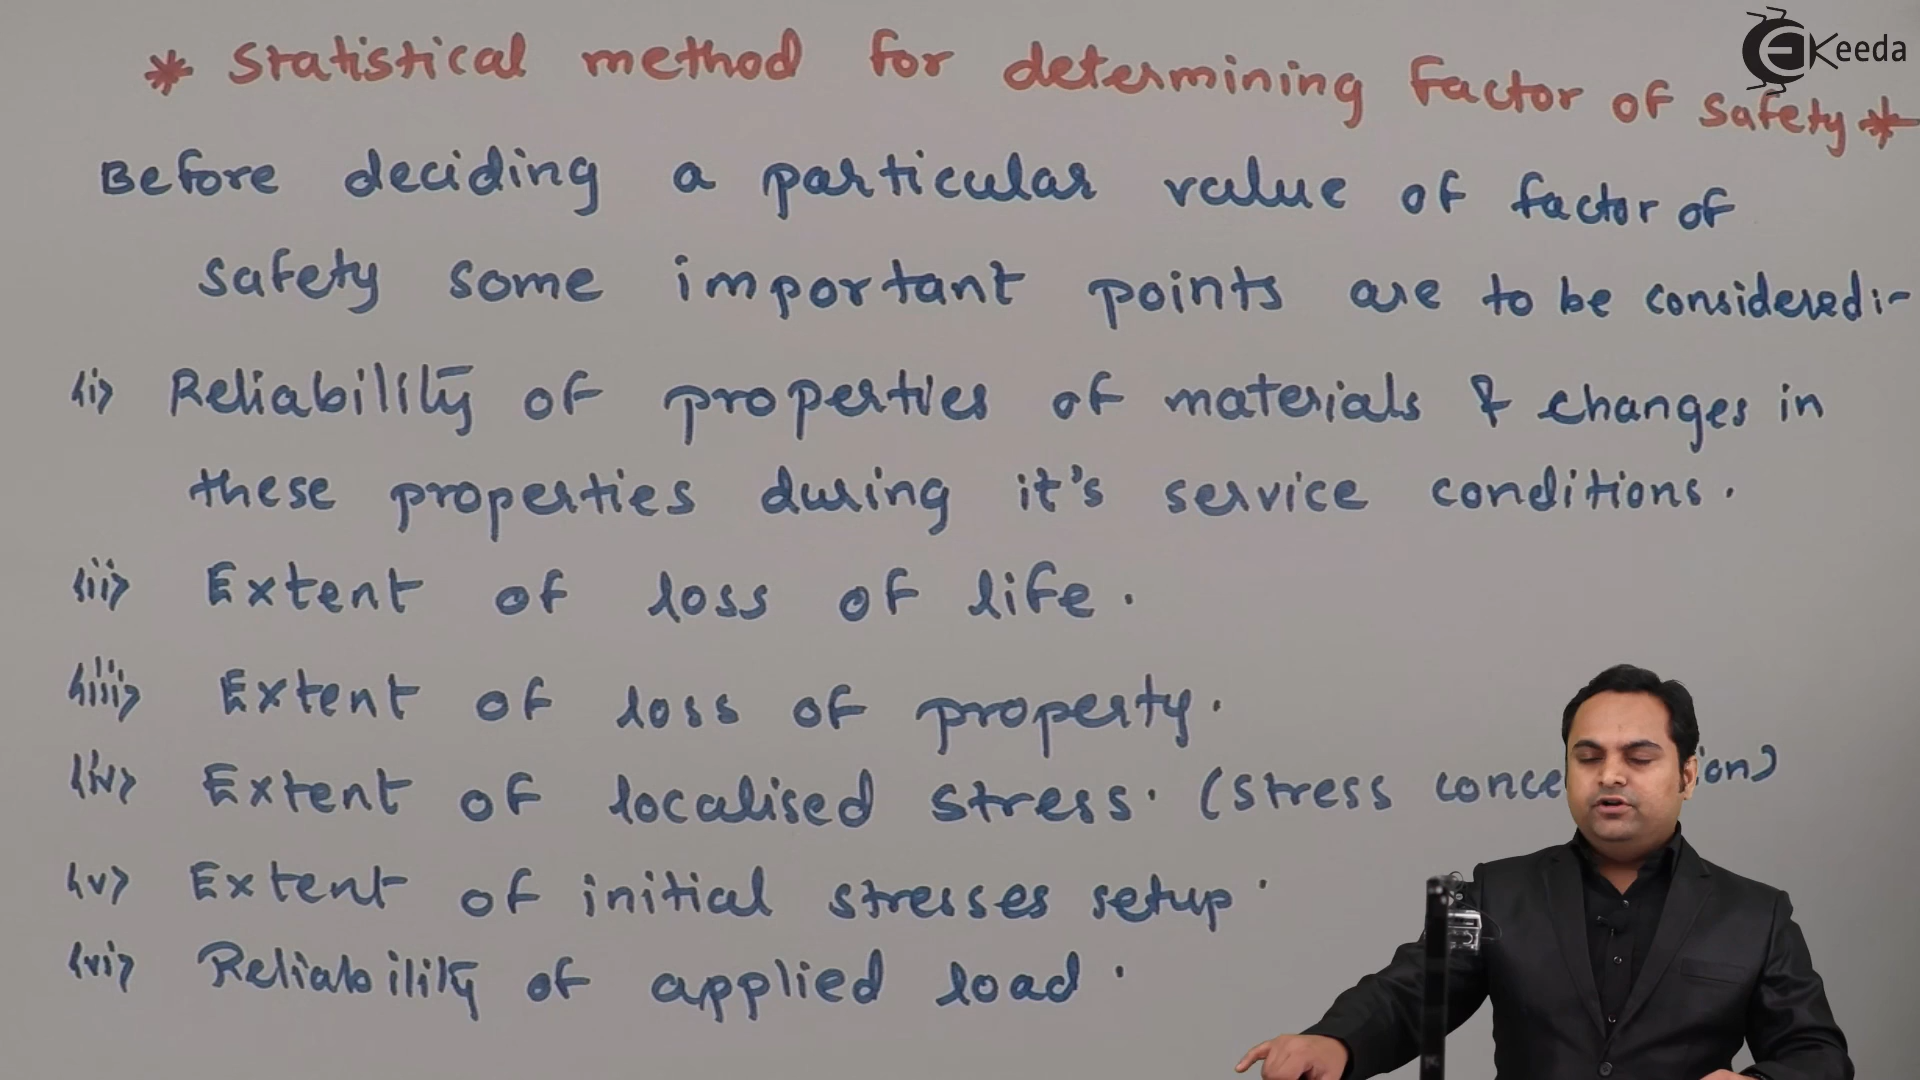 Keeda
* Statistical method for determining Factor of Safety *
Before deciding a particular value of factor of
safety some important points are to be considered:-
(i) Reliability of properties of materials & changes in
these properties during it's service conditions.
(ii) Extent of loss of life.
(iii) Extent of loss of property.
(iv) Extent of localised stress. (stress conce ion)
(v) Extent of initial stresses setup.
(vi) Reliability of applied load.